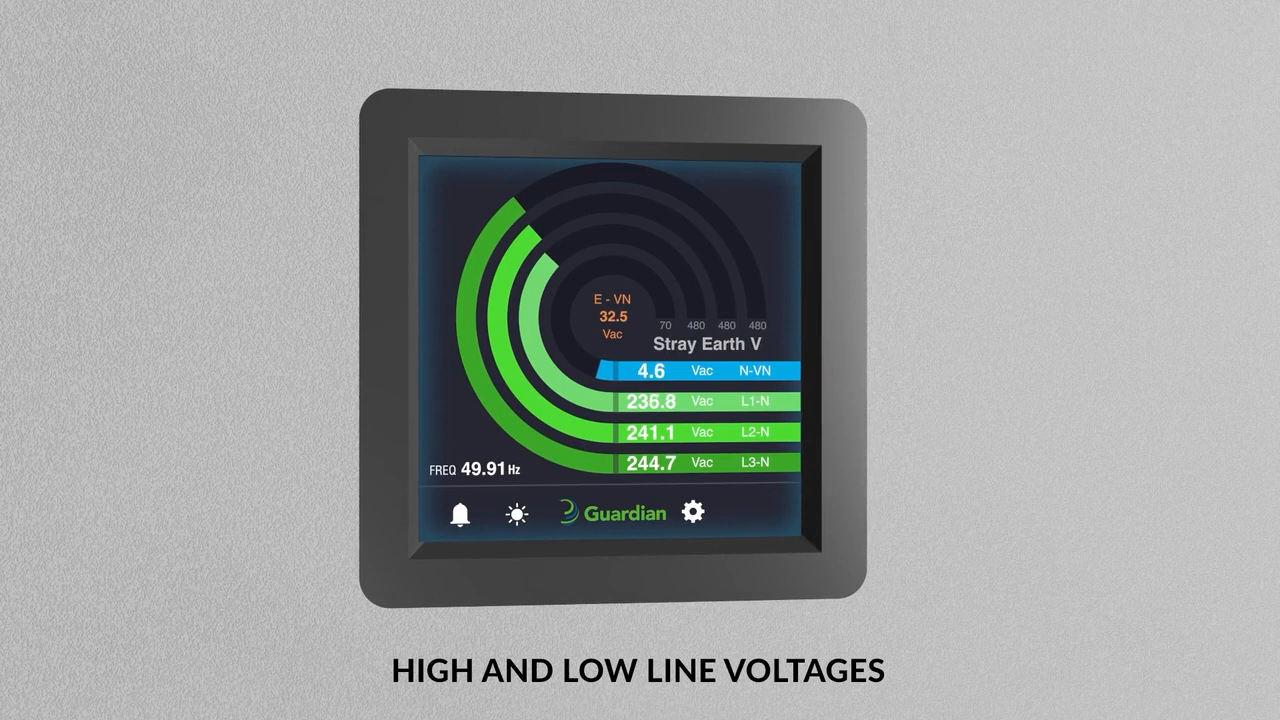 E - VN
32.5
Vac
70 480 480 480
Stray Earth V
4.6 Vac N-VN
236.8 Vac L1-N
241.1 Vac L2-N
244.7 Vac L3-N
FREQ 49.91 Hz
Guardian
HIGH AND LOW LINE VOLTAGES